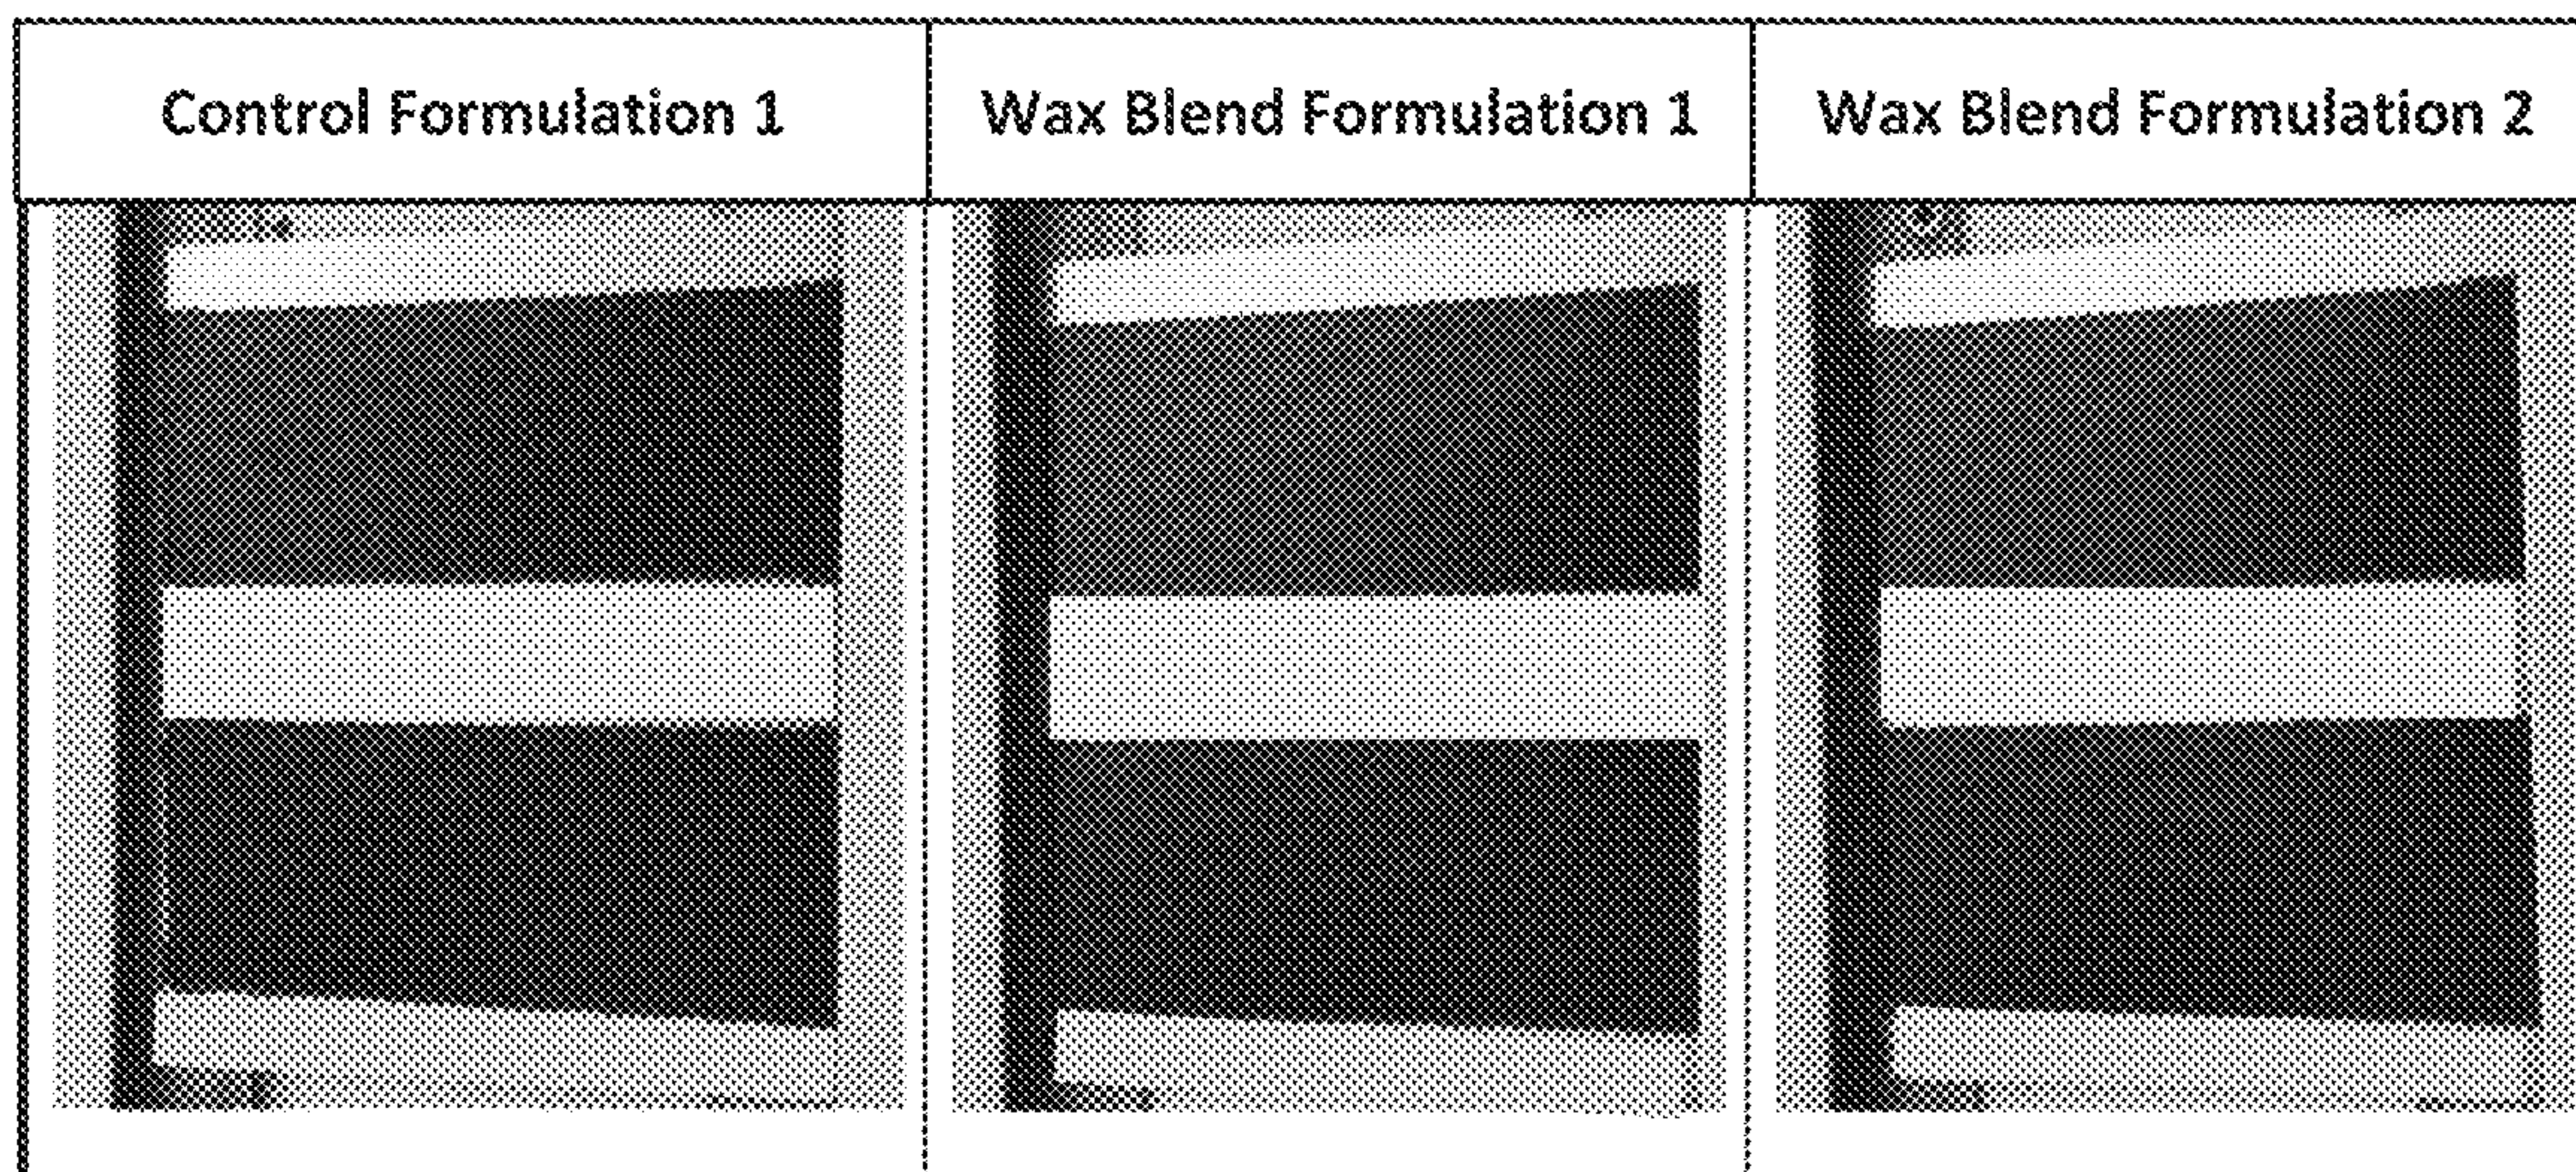 Control Formulation 1
Wax Blend Formulation 1
Wax Blend Formulation 2